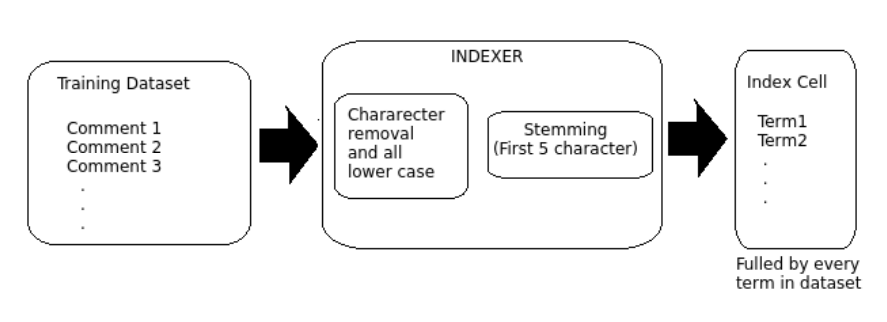 Training Dataset
Comment 1
Comment 2
Comment 3
.
.
.
INDEXER
Chararecter
removal
and all
lower case
Stemming
(First 5 character)
Index Cell
Term1
Term2
.
.
.
Fulled by every
term in dataset